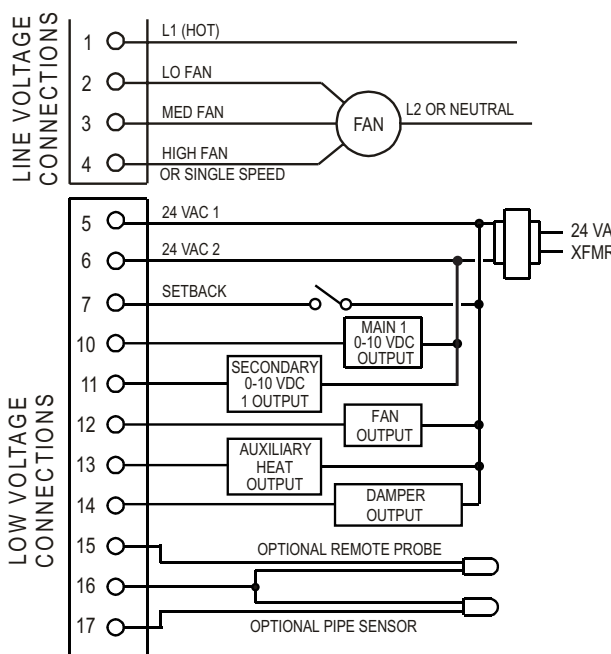 LINE VOLTAGE
CONNECTIONS
1
L1 (HOT)
2
LO FAN
3
MED FAN
FAN
L2 OR NEUTRAL
4
HIGH FAN
OR SINGLE SPEED
LOW VOLTAGE
CONNECTIONS
5
24 VAC 1
24 VA
XFMR
6
24 VAC 2
7
SETBACK
10
MAIN 1
0-10 VDC
OUTPUT
11
SECONDARY
0-10 VDC
1 OUTPUT
12
FAN
OUTPUT
13
AUXILIARY
HEAT
OUTPUT
14
DAMPER
OUTPUT
15
OPTIONAL REMOTE PROBE
16
17
OPTIONAL PIPE SENSOR